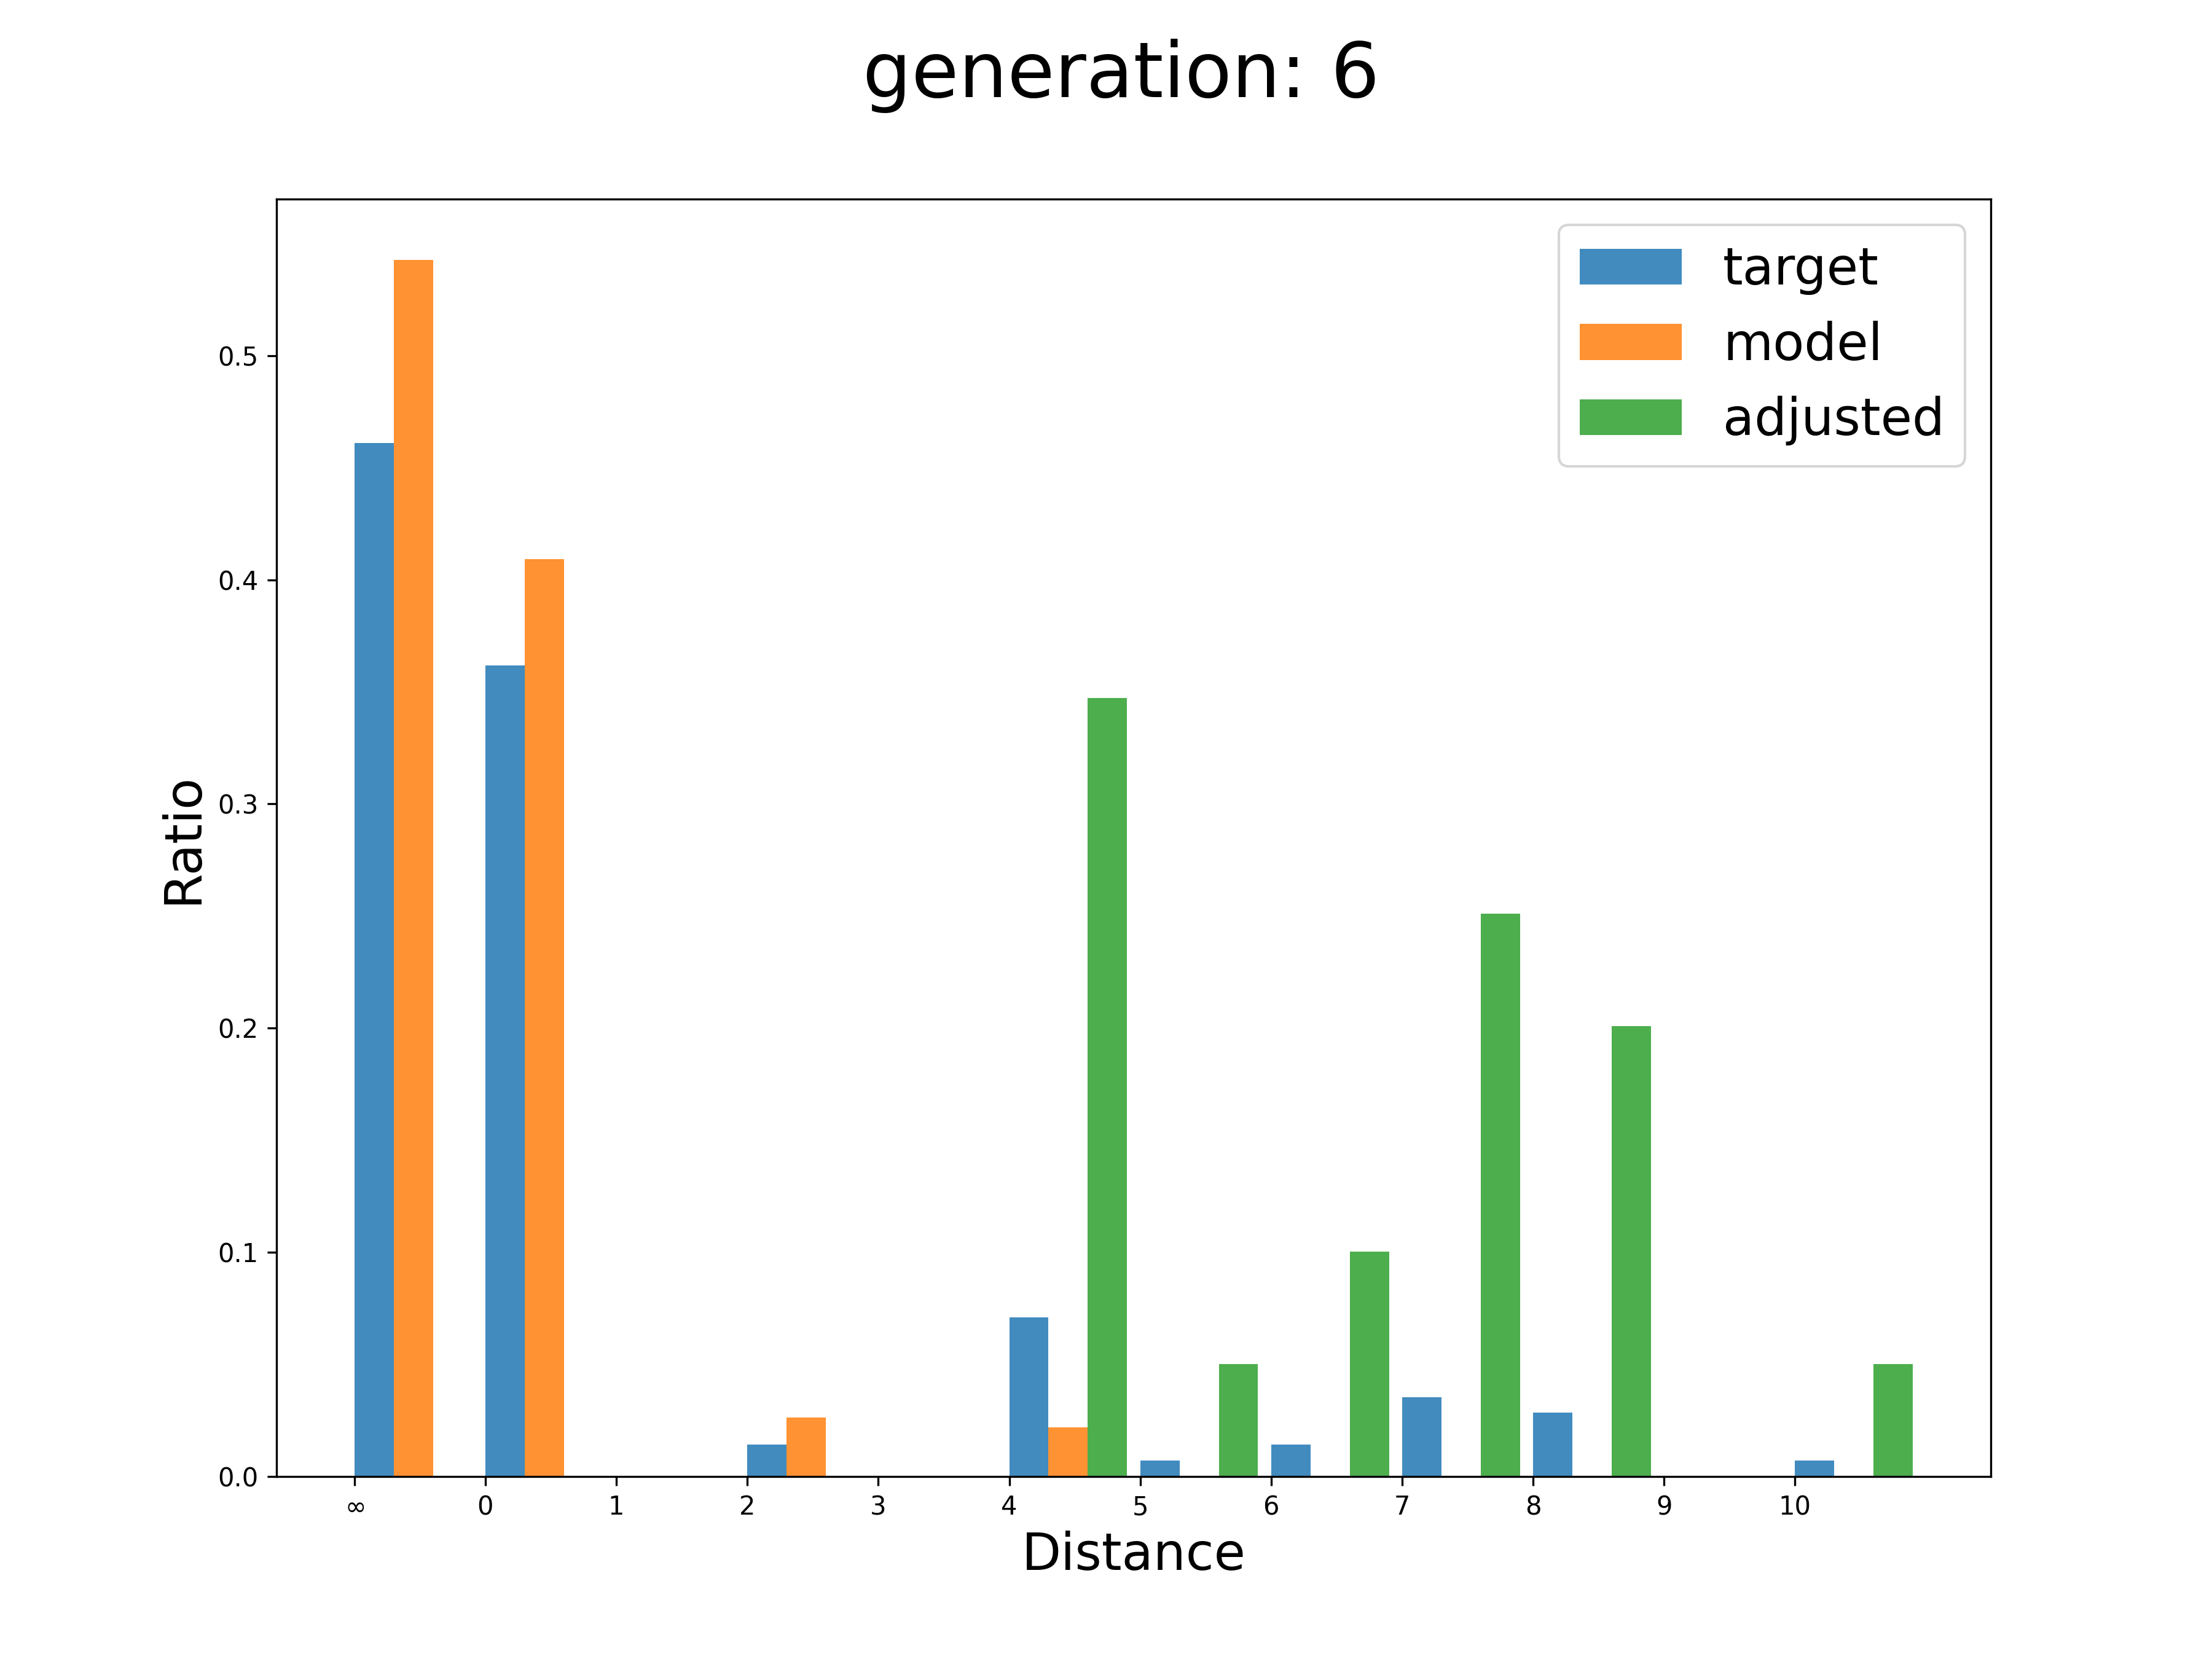 generation: 6
target
model
adjusted
Ratio
0.5
0.4
0.3
0.2
0.1
0.0
∞ 0 1 2 3 4 5 6 7 8 9 10
Distance